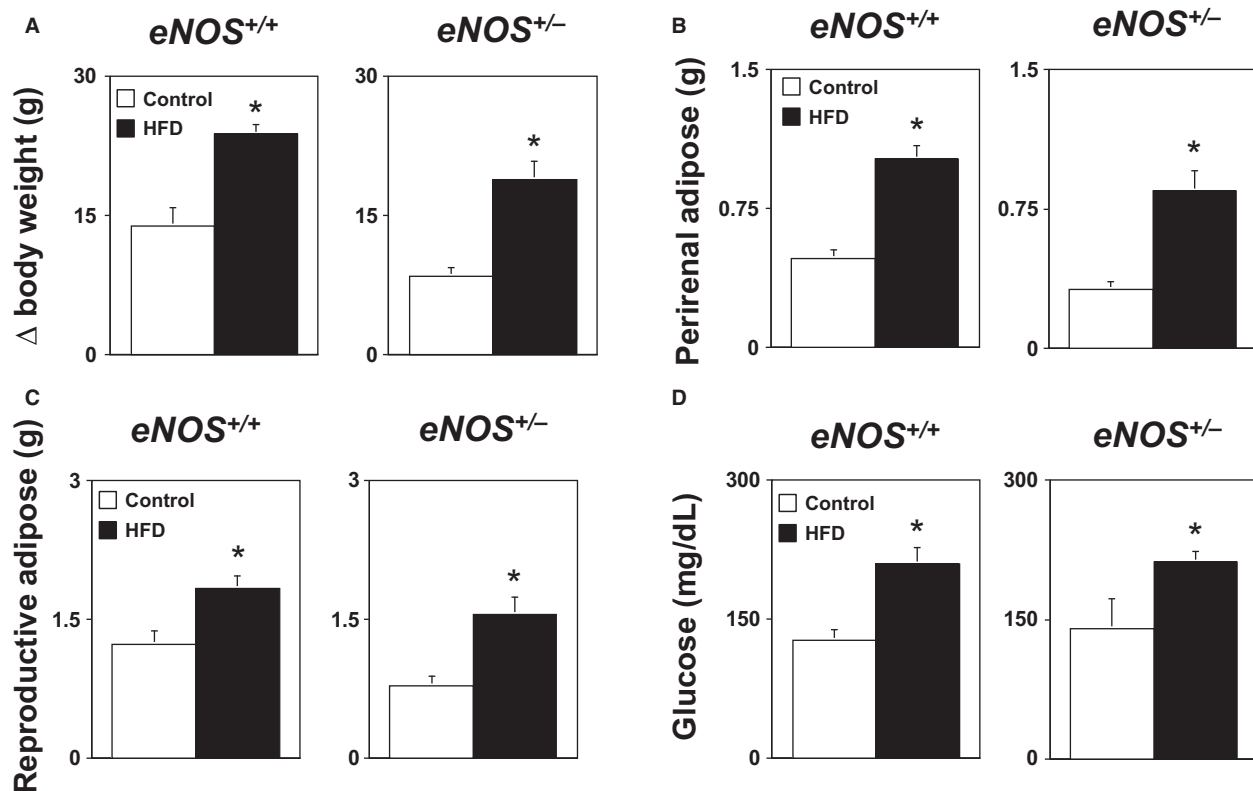 A
eNOS+/+
eNOS+/–
Δ body weight (g)
30
15
0
Control
HFD
*
30
15
0
*
B
eNOS+/+
eNOS+/–
Perirenal adipose (g)
1.5
0.75
0
Control
HFD
*
1.5
0.75
0
*
C
eNOS+/+
eNOS+/–
Reproductive adipose (g)
3
1.5
0
Control
HFD
*
3
1.5
0
*
D
eNOS+/+
eNOS+/–
Glucose (mg/dL)
300
150
0
Control
HFD
*
300
150
0
*